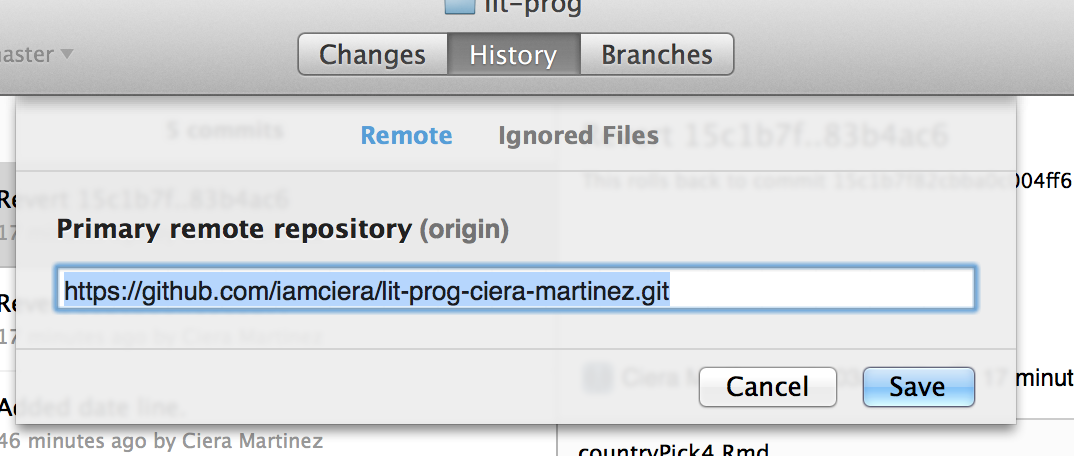 lit-prog
aster
Changes
History
Branches
5 commits
Remote
Ignored Files
Revert 15c1b7f..83b4ac6
This rolls back to commit 15c1b7f82cbba0c004ff6
Revert 15c1b7f..83b4ac6
17
Primary remote repository (origin)
https://github.com/iamciera/lit-prog-ciera-martinez.git
Re
17 minutes ago by Ciera Martinez
Ciera M
17 minut
Cancel
Save
Added date line.
46 minutes ago by Ciera Martinez
countryPick4.Rmd